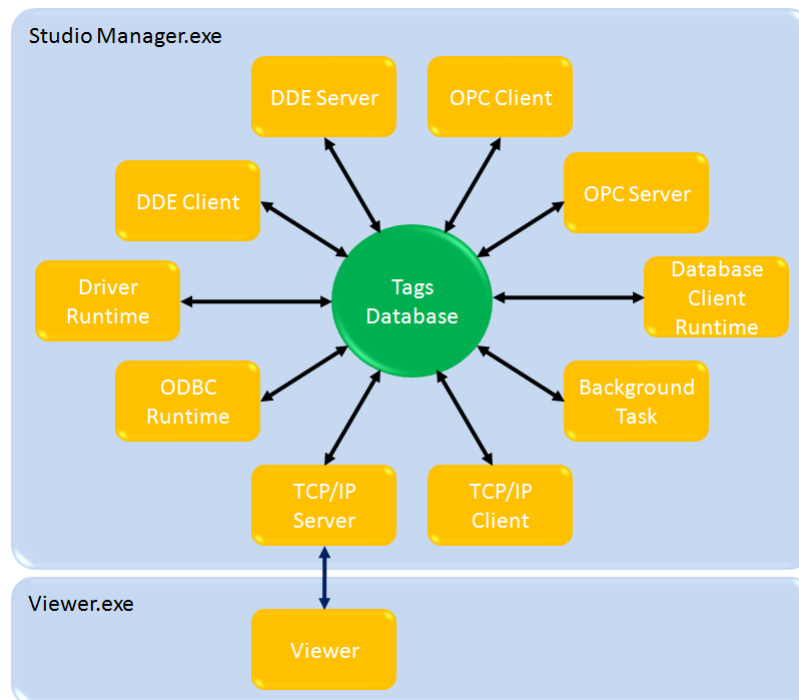 Studio Manager.exe
DDE Server
OPC Client
DDE Client
OPC Server
Driver
Runtime
Tags
Database
Database
Client
Runtime
ODBC
Runtime
Background
Task
TCP/IP
Server
TCP/IP
Client
Viewer.exe
Viewer